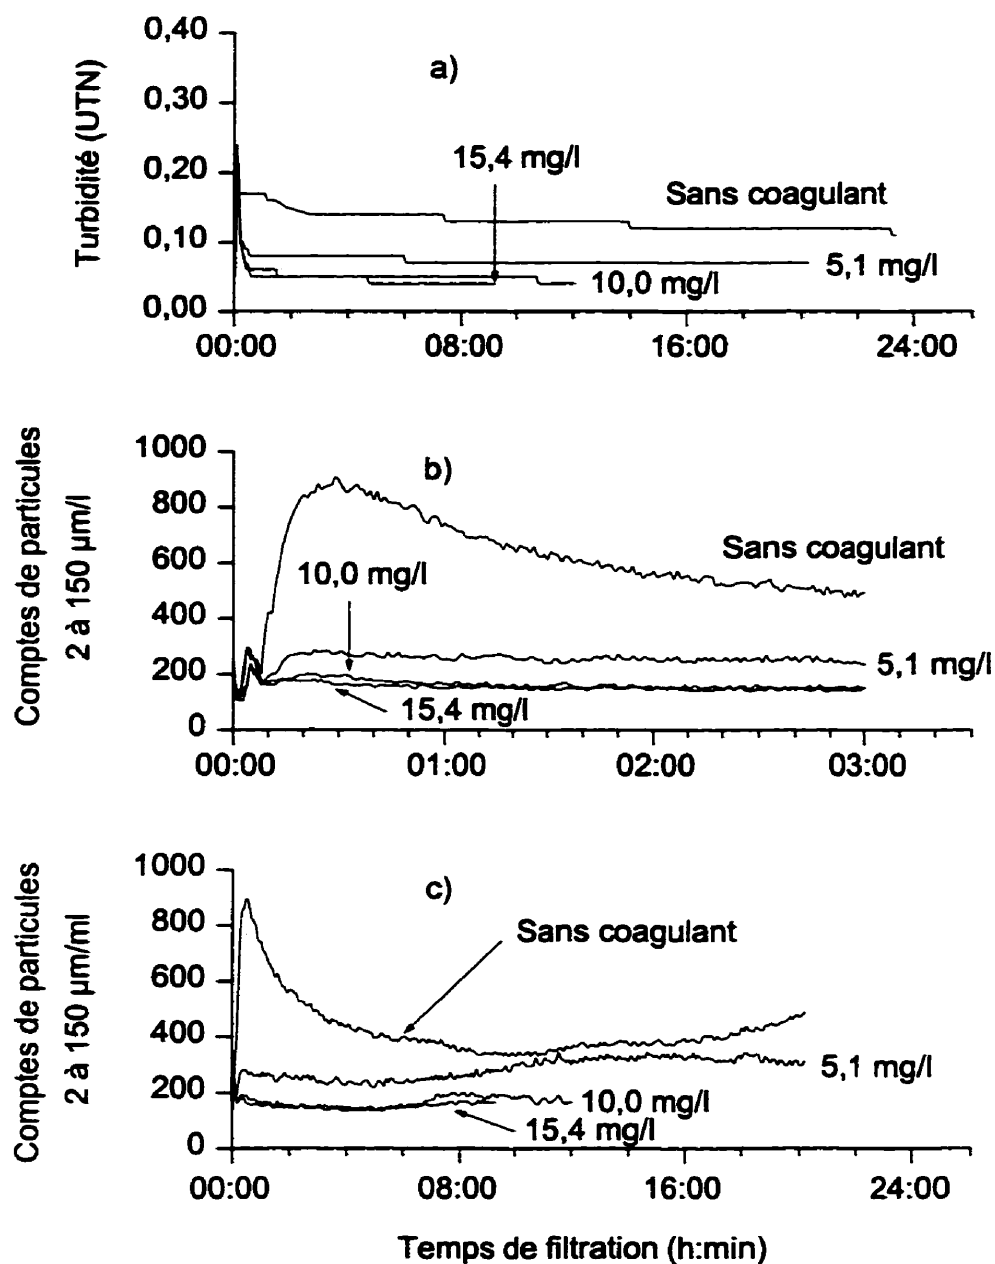 Turbidité (UTN)
0,40
0,30
0,20
0,10
0,00
a)
15,4 mg/l
Sans coagulant
5,1 mg/l
10,0 mg/l
00:00
08:00
16:00
24:00
Comptes de particules
2 à 150 µm/l
1000
800
600
400
200
0
b)
10,0 mg/l
Sans coagulant
5,1 mg/l
15,4 mg/l
00:00
01:00
02:00
03:00
Comptes de particules
2 à 150 µm/ml
1000
800
600
400
200
0
c)
Sans coagulant
5,1 mg/l
10,0 mg/l
15,4 mg/l
00:00
08:00
16:00
24:00
Temps de filtration (h:min)